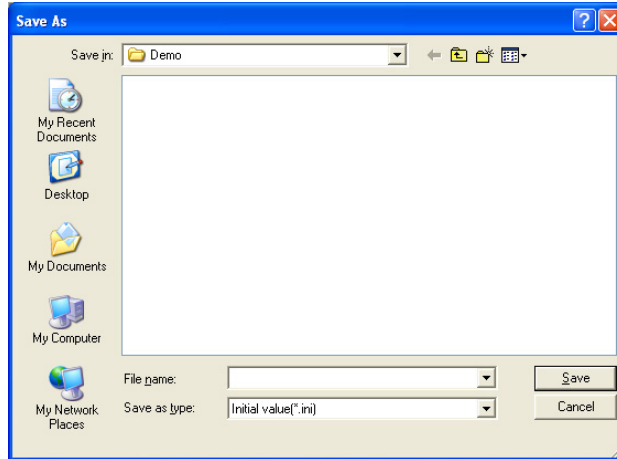 Save As
Save in:
Demo
My Recent
Documents
Desktop
My Documents
My Computer
My Network
Places
File name:
Save
Save as type:
Initial value(*.ini)
Cancel